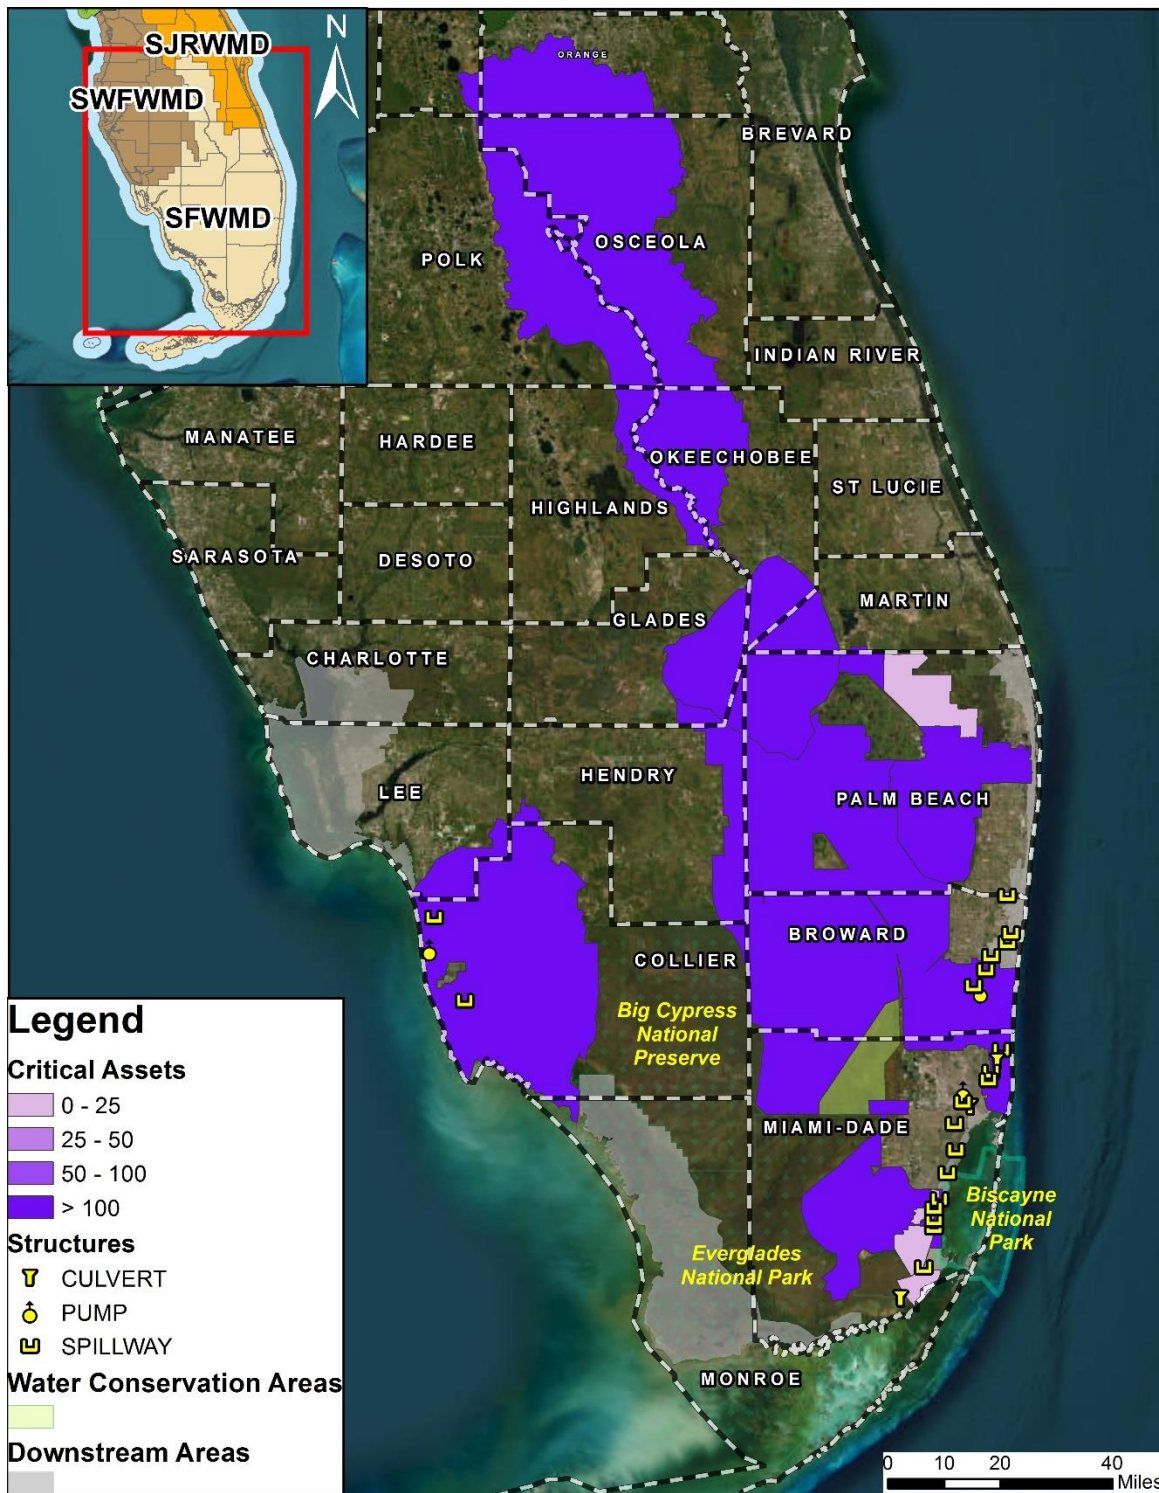 N
SJRWMD
SWFWMD
SFWMD
ORANGE
BREVARD
OSCEOLA
POLK
INDIAN RIVER
MANATEE
HARDEE
OKEECHOBEE
ST LUCIE
HIGHLANDS
SARASOTA
DESOTO
MARTIN
GLADES
CHARLOTTE
HENDRY
LEE
PALM BEACH
BROWARD
COLLIER
Big Cypress
National
Preserve
MIAMI-DADE
Biscayne
National
Park
Everglades
National Park
MONROE
Legend
Critical Assets
0 - 25
25 - 50
50 - 100
> 100
Structures
CULVERT
PUMP
SPILLWAY
Water Conservation Areas
Downstream Areas
0 10 20 40
Miles